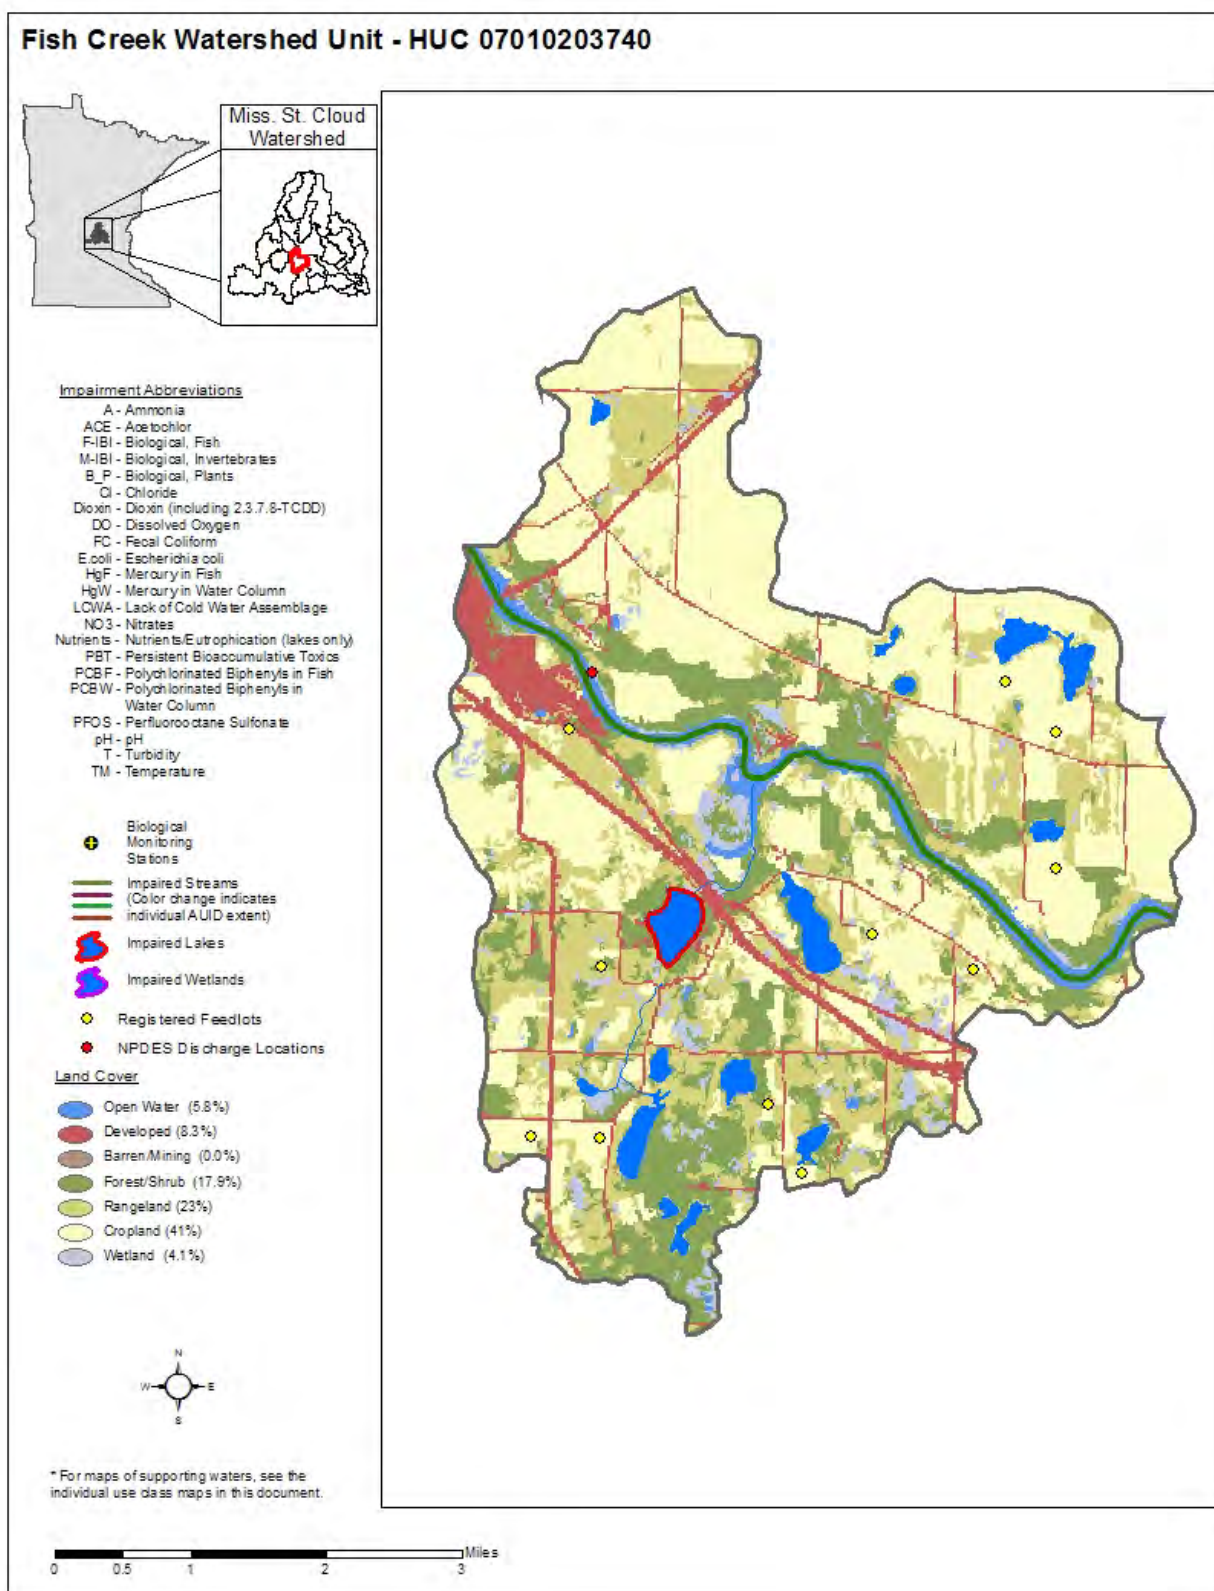 Fish Creek Watershed Unit - HUC 07010203740
Miss. St. Cloud
Watershed
Impairment Abbreviations
A - Ammonia
ACE - Acetochlor
F-IBI - Biological, Fish
M-IBI - Biological, Invertebrates
B_P - Biological, Plants
Cl - Chloride
Dioxin - Dioxin (including 2.3.7.8-TCDD)
DO - Dissolved Oxygen
FC - Fecal Coliform
E.coli - Escherichia coli
HgF - Mercury in Fish
HgW - Mercury in Water Column
LCWA - Lack of Cold Water Assemblage
NO3 - Nitrates
Nutrients - Nutrients/Eutrophication (lakes only)
PBT - Persistent Bioaccumulative Toxics
PCBF - Polychlorinated Biphenyls in Fish
PCBW - Polychlorinated Biphenyls in
Water Column
PFOS - Perfluorooctane Sulfonate
pH - pH
T - Turbidity
TM - Temperature
Biological
Monitoring
Stations
Impaired Streams
(Color change indicates
individual AUID extent)
Impaired Lakes
Impaired Wetlands
Registered Feedlots
NPDES Discharge Locations
Land Cover
Open Water (5.8%)
Developed (8.3%)
Barren/Mining (0.0%)
Forest/Shrub (17.9%)
Rangeland (23%)
Cropland (41%)
Wetland (4.1%)
N
W E
S
* For maps of supporting waters, see the
individual use class maps in this document.
Miles
0 0.5 1 2 3